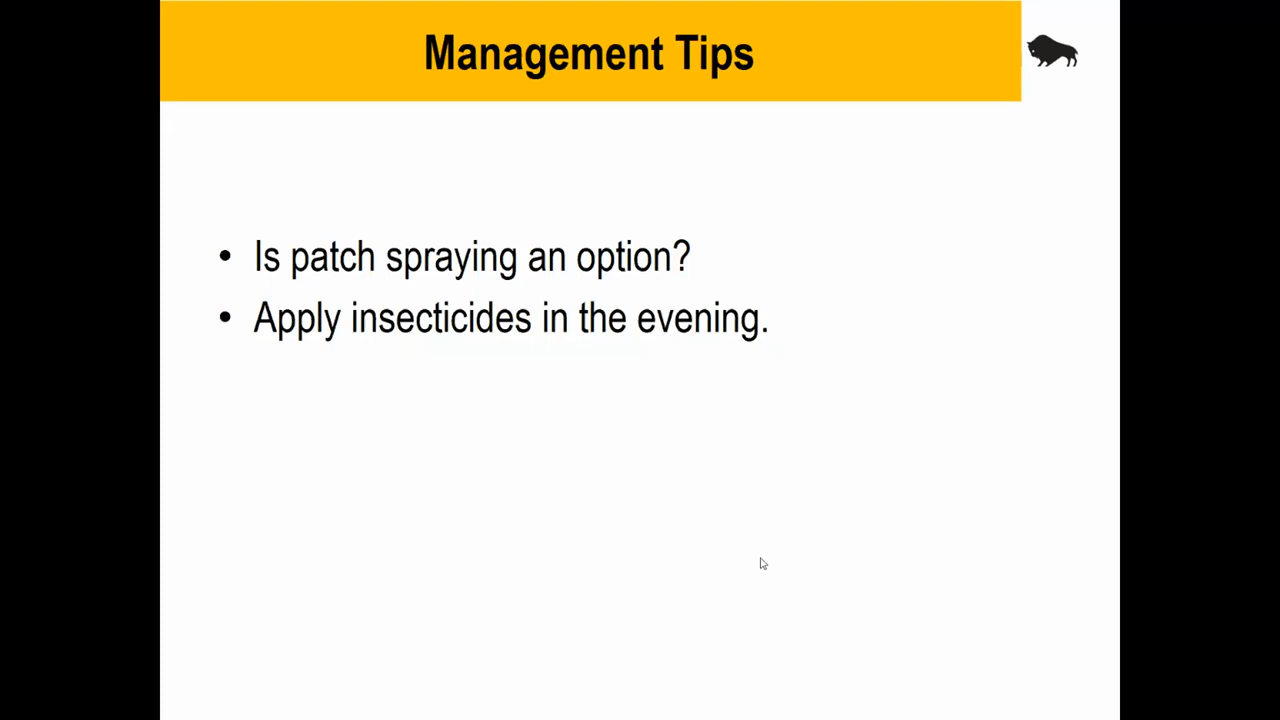 Management Tips
• Is patch spraying an option?
• Apply insecticides in the evening.